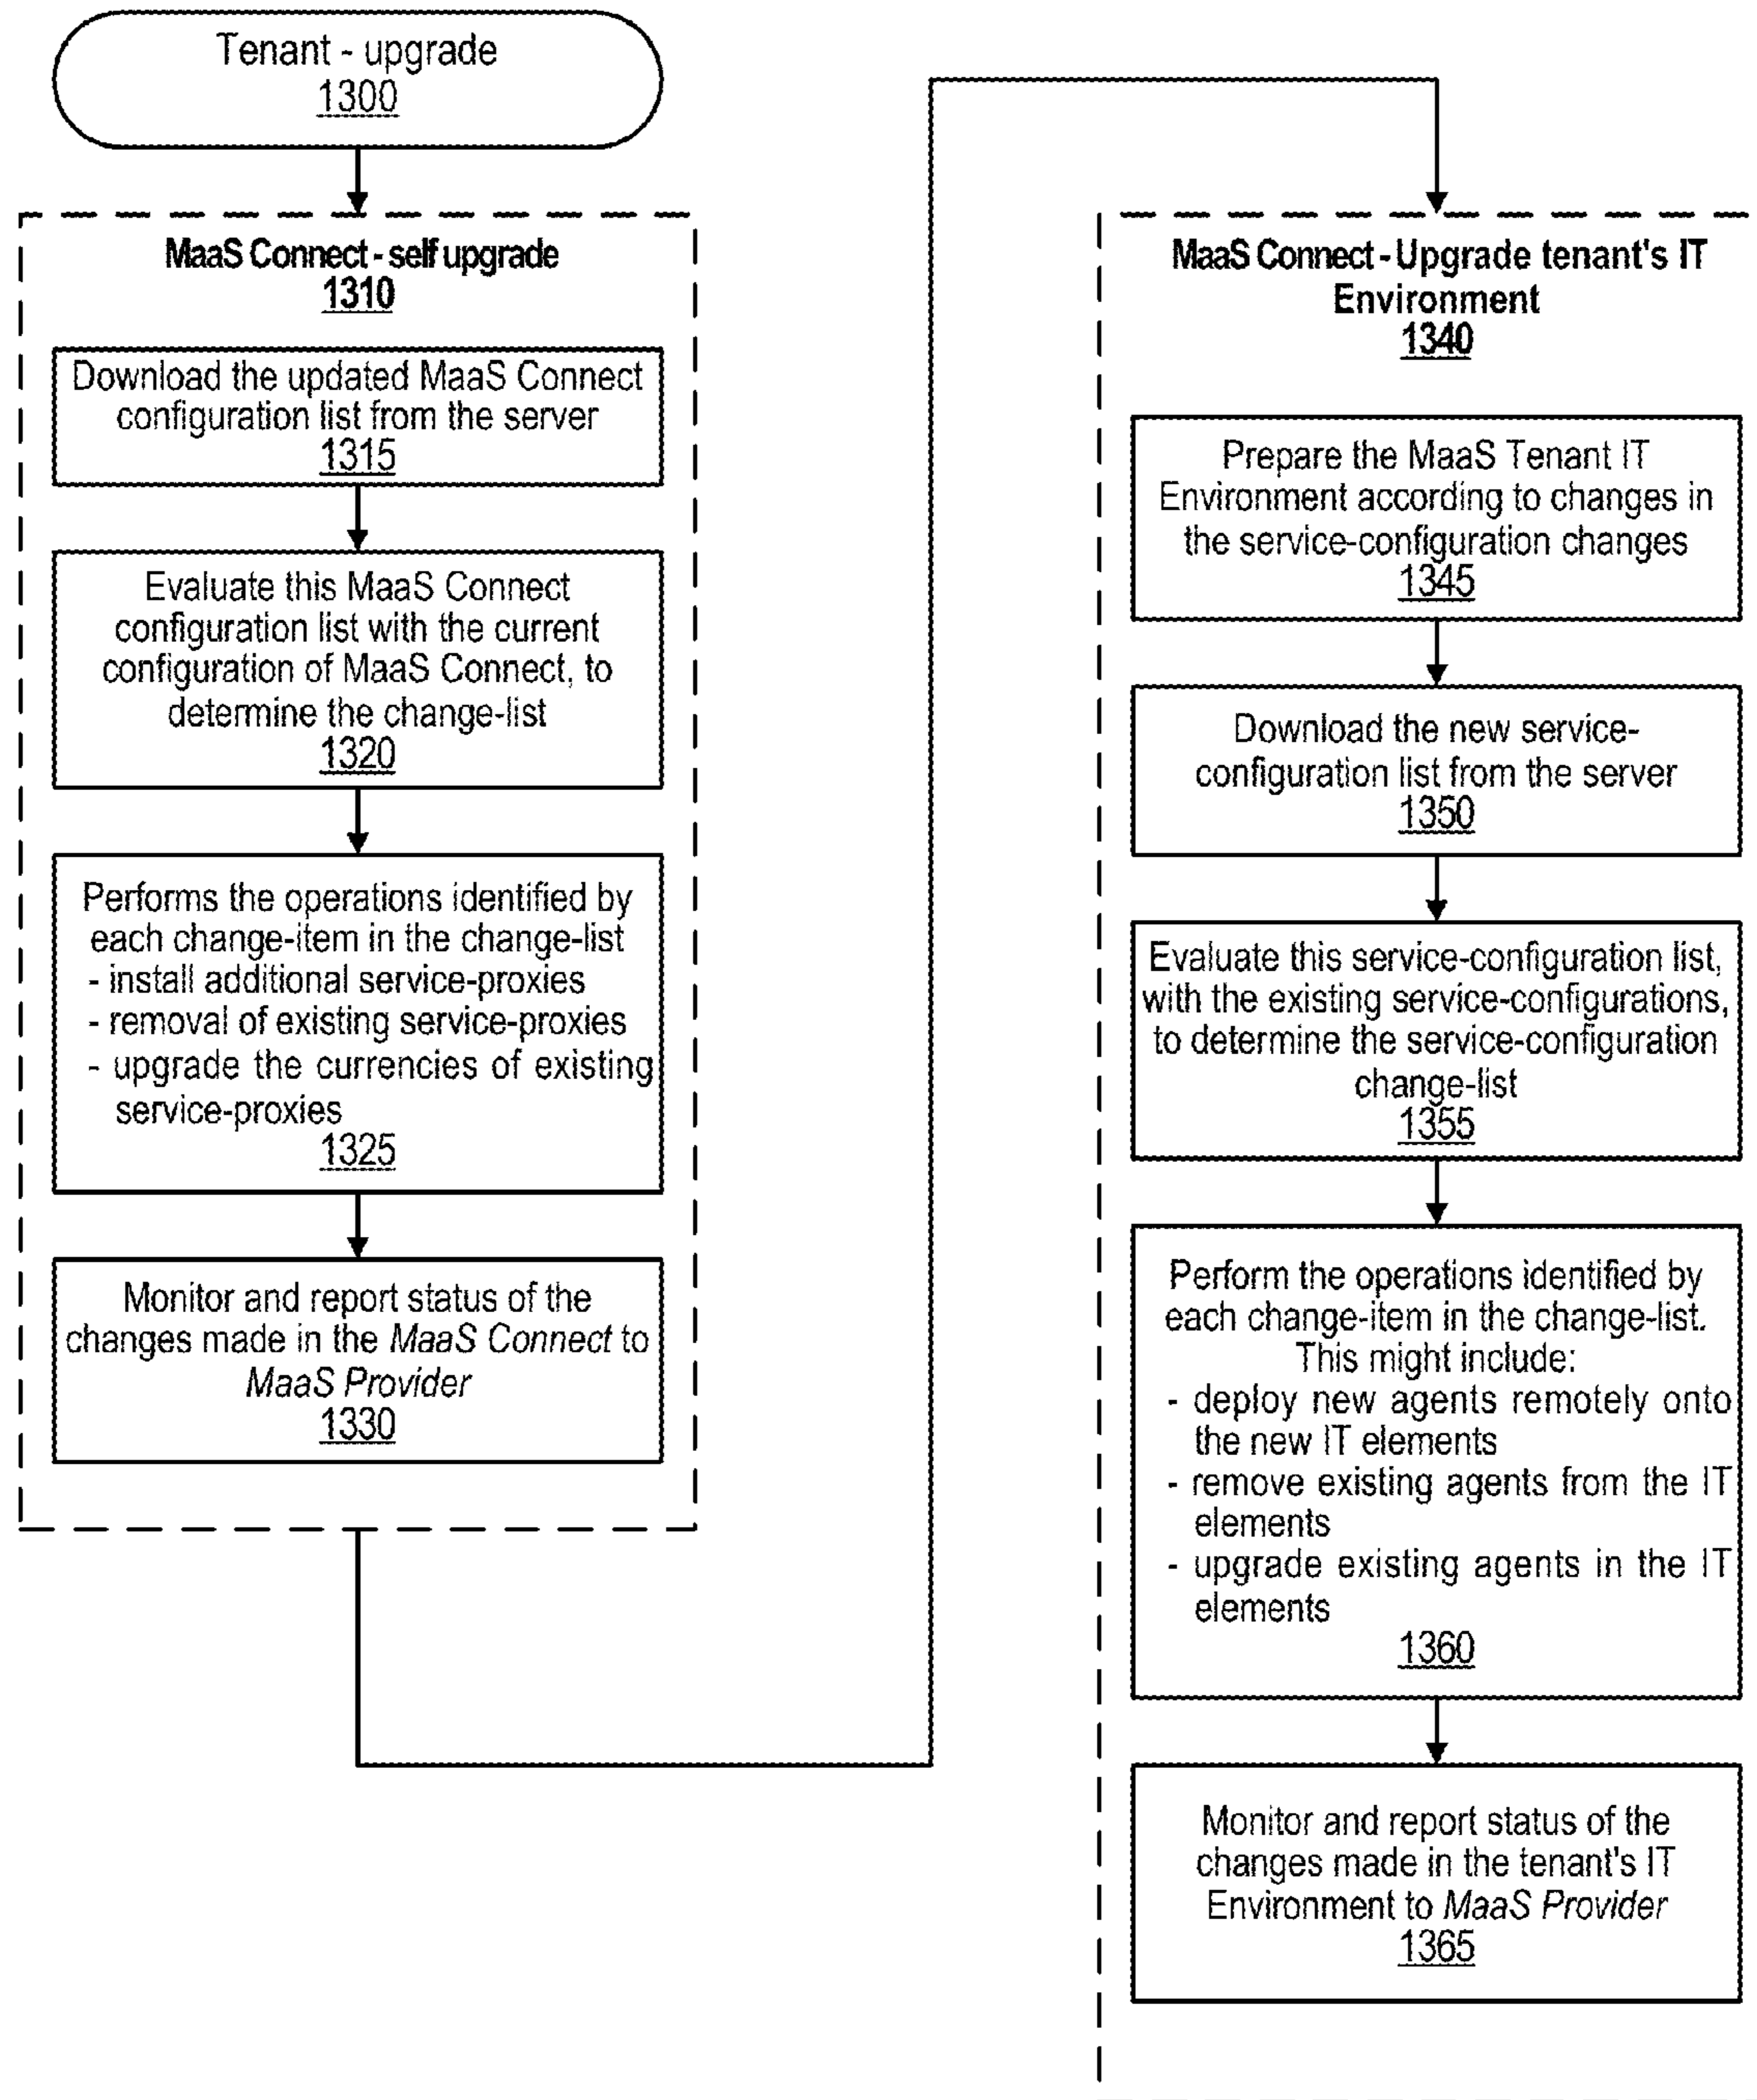 Tenant - upgrade
1300
MaaS Connect - self upgrade
1310
Download the updated MaaS Connect
configuration list from the server
1315
Evaluate this MaaS Connect
configuration list with the current
configuration of MaaS Connect, to
determine the change-list
1320
Performs the operations identified by
each change-item in the change-list
- install additional service-proxies
- removal of existing service-proxies
- upgrade the currencies of existing
service-proxies
1325
Monitor and report status of the
changes made in the MaaS Connect to
MaaS Provider
1330
MaaS Connect - Upgrade tenant's IT
Environment
1340
Prepare the MaaS Tenant IT
Environment according to changes in
the service-configuration changes
1345
Download the new service-
configuration list from the server
1350
Evaluate this service-configuration list,
with the existing service-configurations,
to determine the service-configuration
change-list
1355
Perform the operations identified by
each change-item in the change-list.
This might include:
- deploy new agents remotely onto
the new IT elements
- remove existing agents from the IT
elements
- upgrade existing agents in the IT
elements
1360
Monitor and report status of the
changes made in the tenant's IT
Environment to MaaS Provider
1365